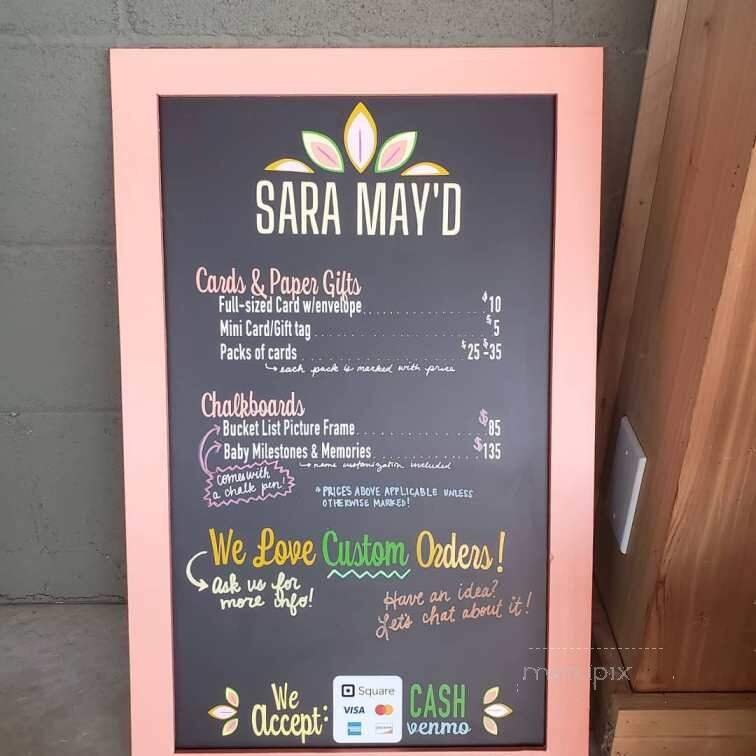 SARA MAY'D
Cards & Paper Gifts
Full-sized Card w/envelope $10
Mini Card/Gift tag $5
Packs of cards $25-$35
each pack is marked with price
Chalkboards
Bucket List Picture Frame $85
Baby Milestones & Memories $135
name customization included
comes with
a chalk pen!
*PRICES ABOVE APPLICABLE UNLESS
OTHERWISE MARKED!
We Love Custom Orders!
Ask us for
more info!
Have an idea?
Let's chat about it!
We
Accept:
Square
VISA
CASH
venmo